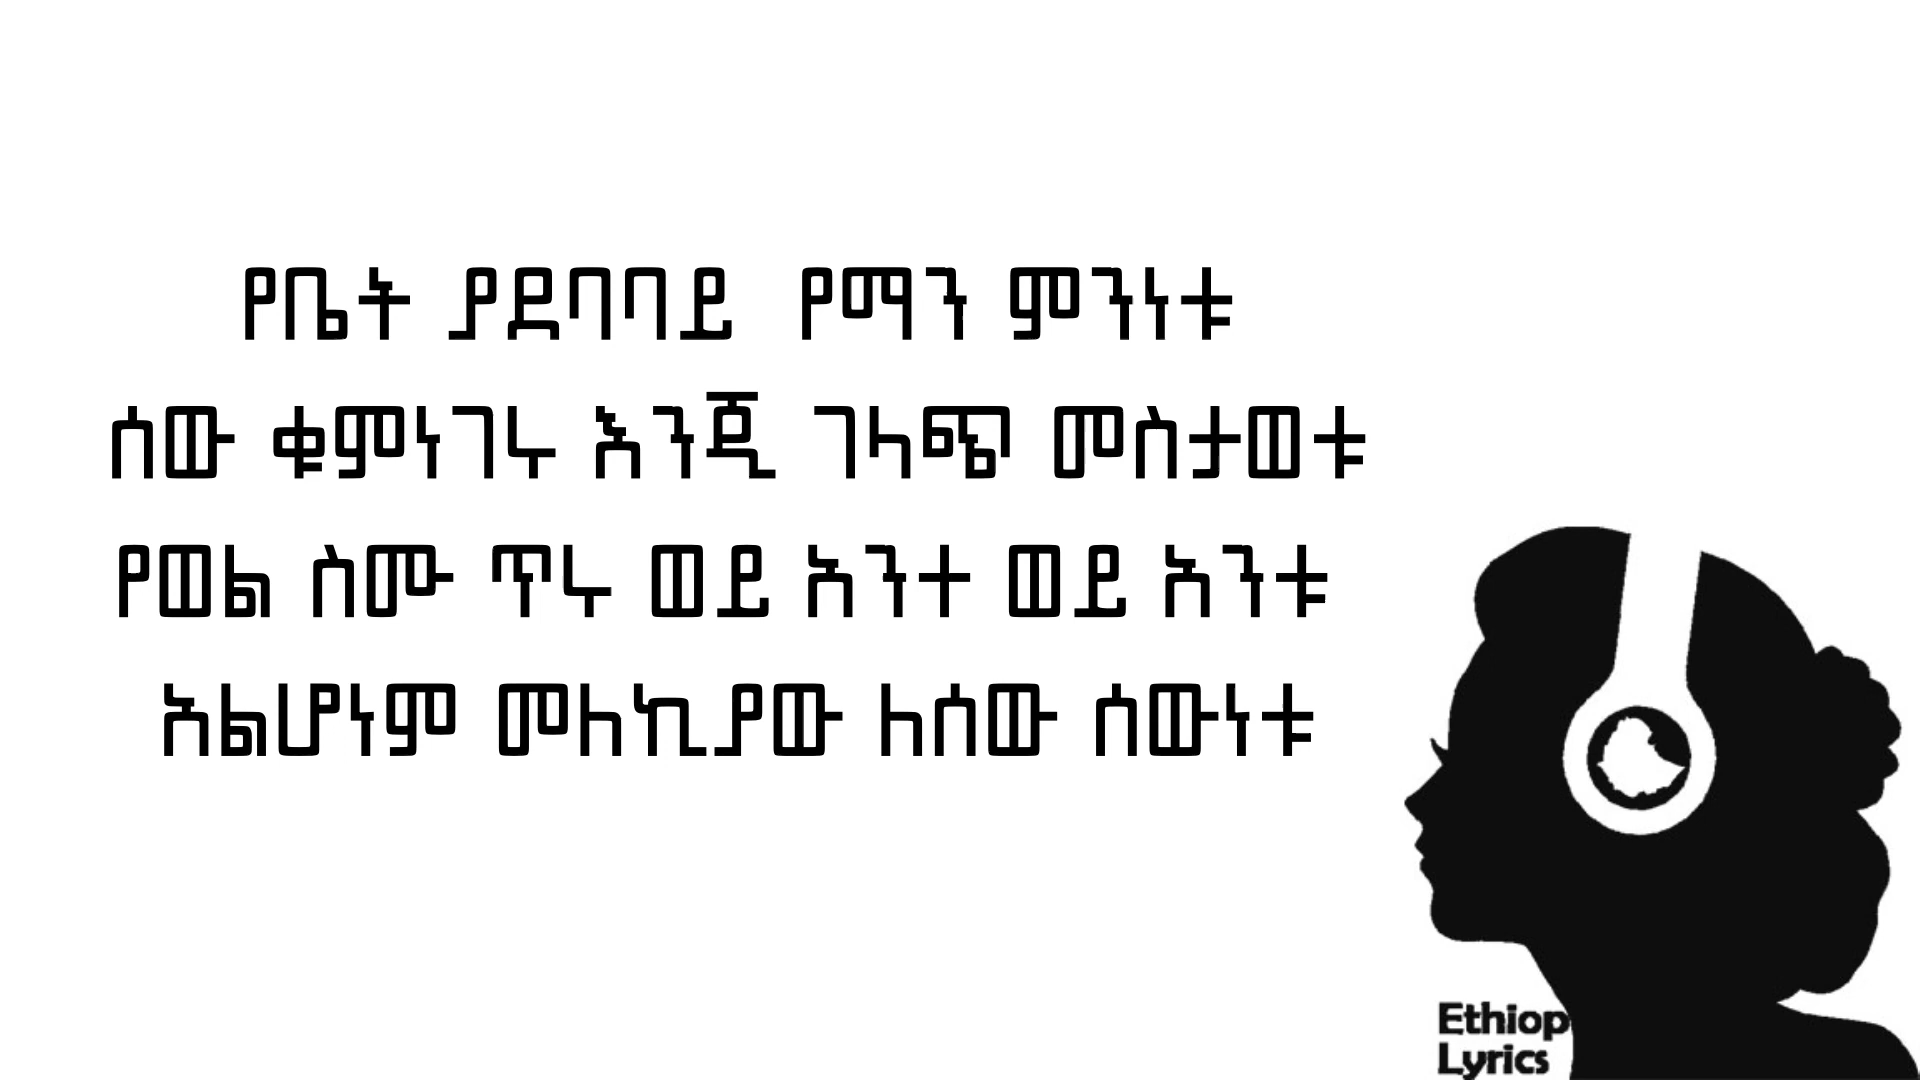 የቤት ያደባባይ የማን ምንነቱ
ሰው ቁምነገሩ እንጂ ገላጭ መስታወቱ
የወል ስሙ ጥሩ ወይ አንተ ወይ አንቱ
አልሆነም መለኪያው ለሰው ሰውነቱ
Ethiop
Lyrics